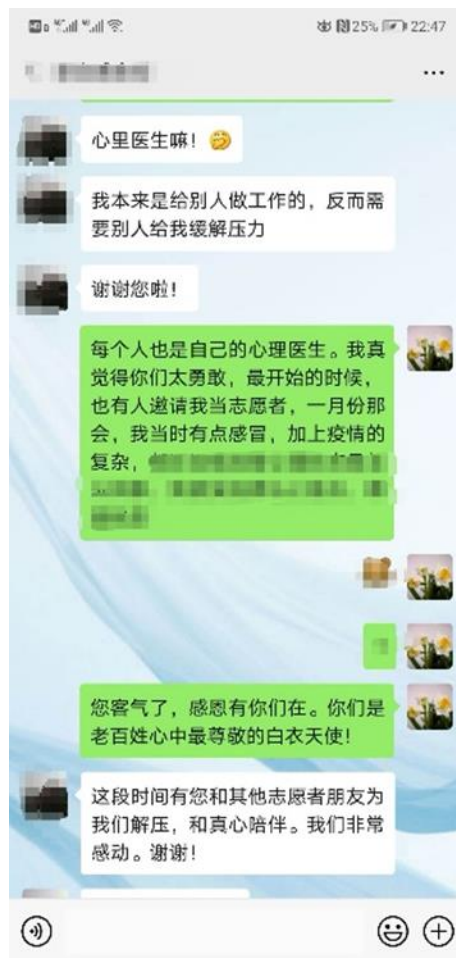 25% 22:47
心里医生嘛！
我本来是给别人做工作的，反而需
要别人给我缓解压力
谢谢您啦！
每个人也是自己的心理医生。我真
觉得你们太勇敢，最开始的时候，
也有人邀请我当志愿者，一月份那
会，我当时有点感冒，加上疫情的
复杂，
您客气了，感恩有你们在。你们是
老百姓心中最尊敬的白衣天使!
这段时间有您和其他志愿者朋友为
我们解压，和真心陪伴。我们非常
感动。谢谢！